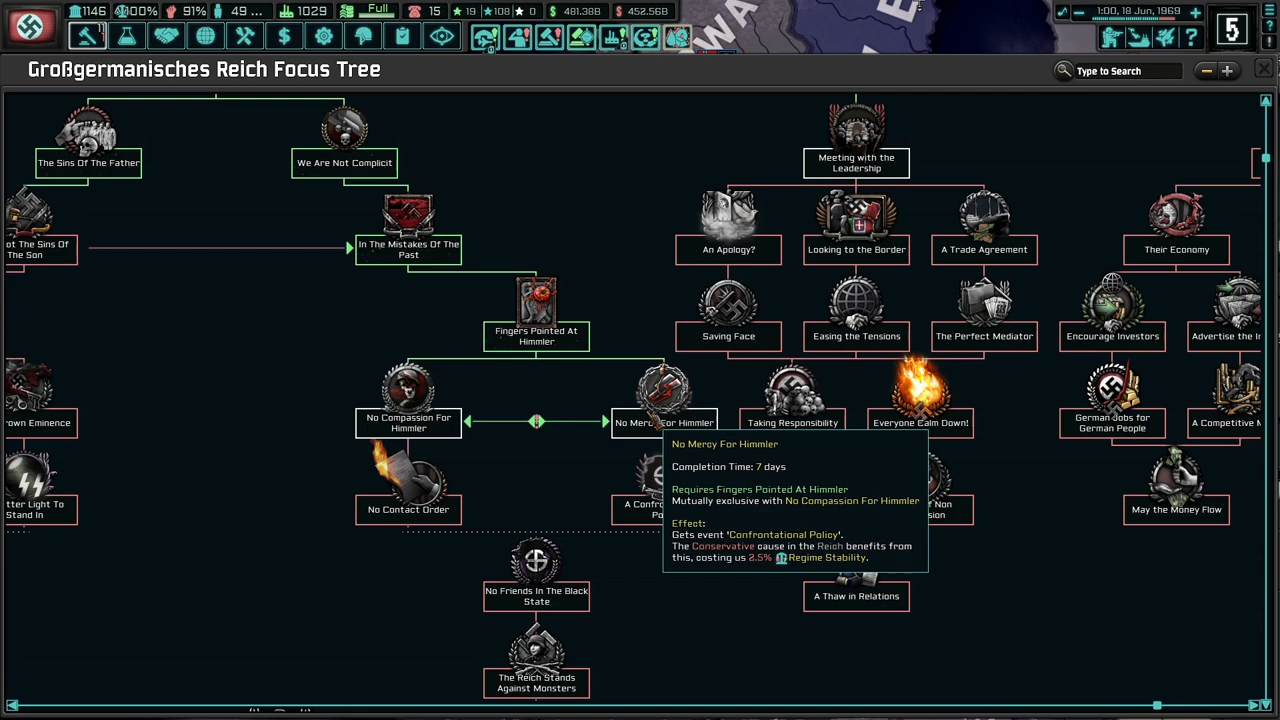 1146
100%
91%
49 ...
1029
Full
15
19
108
0
481.38B
452.56B
1:00, 18 Jun, 1969
5
WA
E
Großgermanisches Reich Focus Tree
Type to Search
The Sins Of The Father
We Are Not Complicit
Meeting with the
Leadership
ot The Sins Of
The Son
In The Mistakes Of The
Past
An Apology?
Looking to the Border
A Trade Agreement
Their Economy
Fingers Pointed At
Himmler
Saving Face
Easing the Tensions
The Perfect Mediator
Encourage Investors
Advertise the
rown Eminence
No Compassion For
Himmler
No Mercy For Himmler
Taking Responsibility
Everyone Calm Down!
German Jobs for
German People
A Competitive
No Mercy For Himmler
Completion Time: 7 days
Requires Fingers Pointed At Himmler
Mutually exclusive with No Compassion For Himmler
Effect:
Gets event 'Confrontational Policy'.
The Conservative cause in the Reich benefits from
this, costing us 2.5% Regime Stability.
tter Light To
Stand In
No Contact Order
May the Money Flow
No Friends In The Black
State
A Thaw in Relations
The Reich Stands
Against Monsters